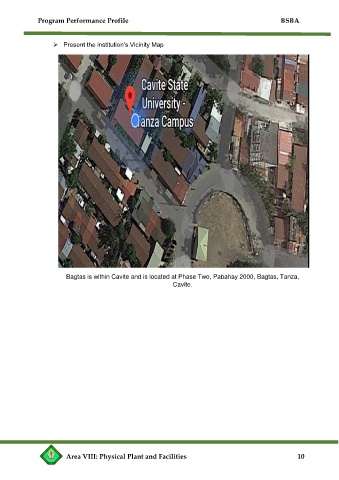 Program Performance Profile BSBA
➢ Present the institution's Vicinity Map
Cavite State
University -
Tanza Campus
Bagtas is within Cavite and is located at Phase Two, Pabahay 2000, Bagtas, Tanza,
Cavite.
Area VIII: Physical Plant and Facilities 10